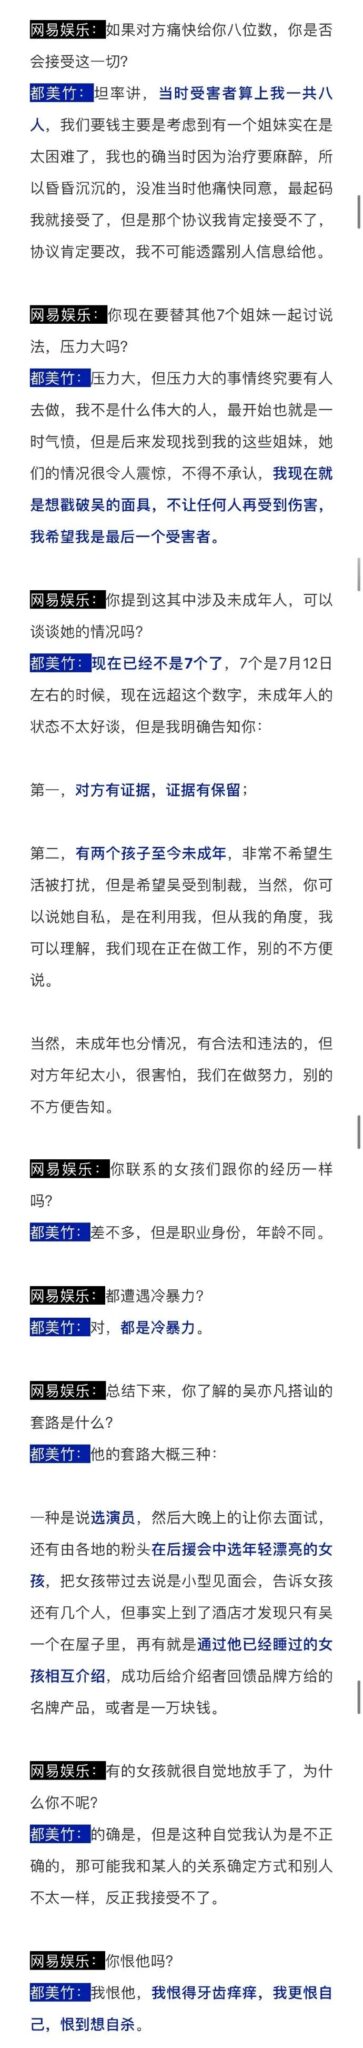 网易娱乐：如果对方痛快给你八位数，你是否
会接受这一切？
都美竹：坦率讲，当时受害者算上我一共八
人，我们要钱主要是考虑到有一个姐妹实在是
太困难了，我也的确当时因为治疗要麻醉，所
以昏昏沉沉的，没准当时他痛快同意，最起码
我就接受了，但是那个协议我肯定接受不了，
协议肯定要改，我不可能透露别人信息给他。
网易娱乐：你现在要替其他7个姐妹一起讨说
法，压力大吗？
都美竹：压力大，但压力大的事情终究要有人
去做，我不是什么伟大的人，最开始也就是一
时气愤，但是后来发现找到我的这些姐妹，她
们的情况很令人震惊，不得不承认，我现在就
是想戳破吴的面具，不让任何人再受到伤害，
我希望我是最后一个受害者。
网易娱乐：你提到这其中涉及未成年人，可以
谈谈她的情况吗？
都美竹：现在已经不是7个了，7个是7月12日
左右的时候，现在远超这个数字，未成年人的
状态不太好谈，但是我明确告知你：
第一，对方有证据，证据有保留；
第二，有两个孩子至今未成年，非常不希望生
活被打扰，但是希望吴受到制裁，当然，你可
以说她自私，是在利用我，但从我的角度，我
可以理解，我们现在正在做工作，别的不方便
说。
当然，未成年也分情况，有合法和违法的，但
对方年纪太小，很害怕，我们在做努力，别的
不方便告知。
网易娱乐：你联系的女孩们跟你的经历一样
吗？
都美竹：差不多，但是职业身份，年龄不同。
网易娱乐：都遭遇冷暴力？
都美竹：对，都是冷暴力。
网易娱乐：总结下来，你了解的吴亦凡搭讪的
套路是什么？
都美竹：他的套路大概三种：
一种是说选演员，然后大晚上的让你去面试，
还有由各地的粉头在后援会中选年轻漂亮的女
孩，把女孩带过去说是小型见面会，告诉女孩
还有几个人，但事实上到了酒店才发现只有吴
一个在屋子里，再有就是通过他已经睡过的女
孩相互介绍，成功后给介绍者回馈品牌方给的
名牌产品，或者是一万块钱。
网易娱乐：有的女孩就很自觉地放手了，为什
么你不呢？
都美竹：的确是，但是这种自觉我认为是不正
确的，那可能我和某人的关系确定方式和别人
不太一样，反正我接受不了。
网易娱乐：你恨他吗？
都美竹：我恨他，我恨得牙齿痒痒，我更恨自
己，恨到想自杀。